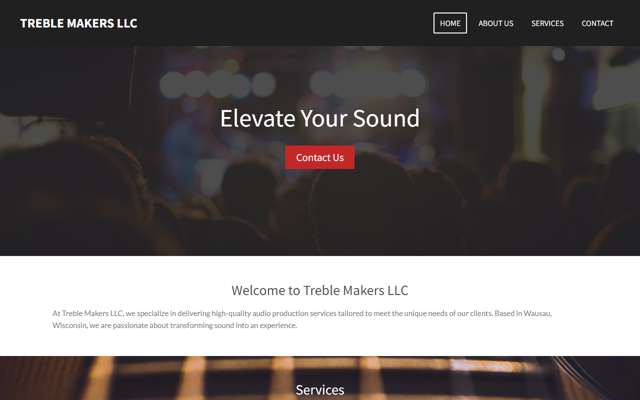 TREBLE MAKERS LLC
HOME ABOUT US SERVICES CONTACT
Elevate Your Sound
Contact Us
Welcome to Treble Makers LLC
At Treble Makers LLC, we specialize in delivering high-quality audio production services tailored to meet the unique needs of our clients. Based in Wausau,
Wisconsin, we are passionate about transforming sound into an experience.
Services